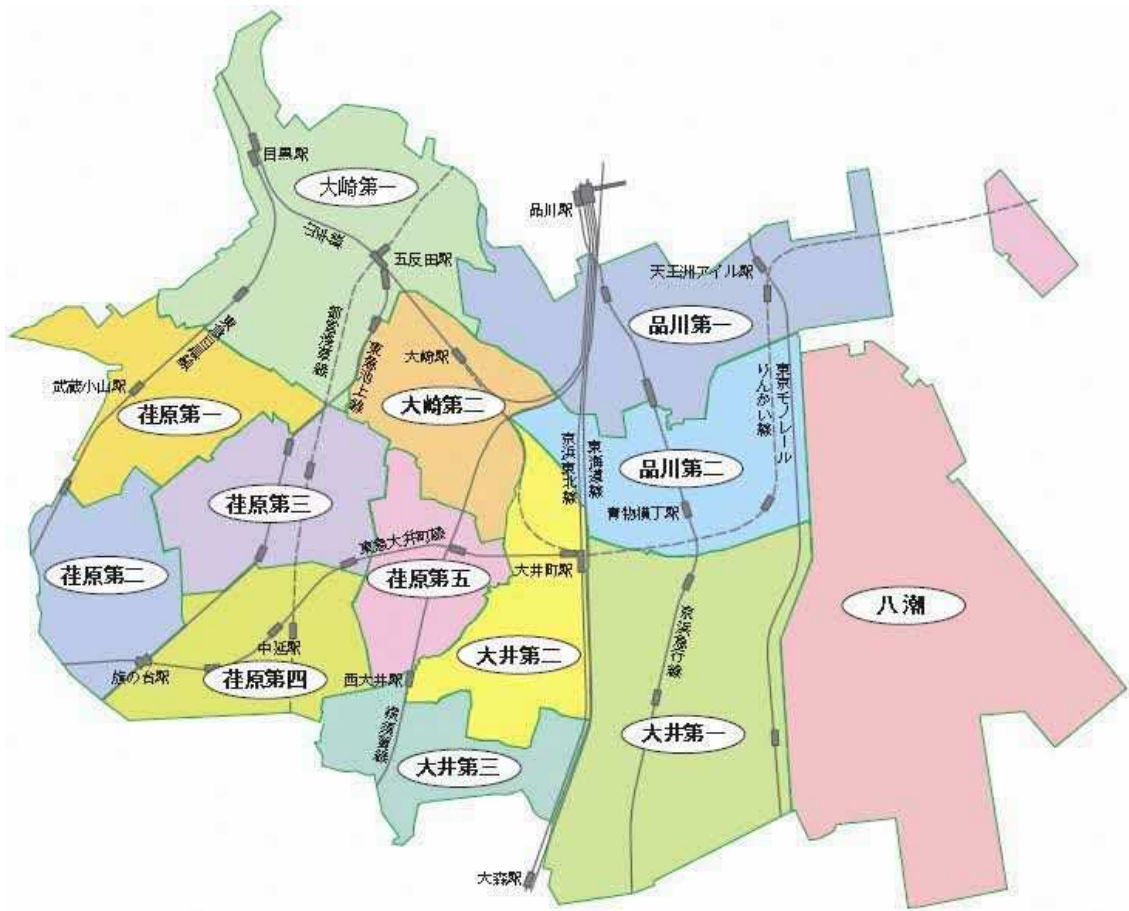 目黒駅
大崎第一
山手線
品川駅
五反田駅
天王洲アイル駅
品川第一
東急目黒線
都営浅草線
東急池上線
大崎駅
武蔵小山駅
荏原第一
大崎第二
りんかい線
東京モノレール
京浜東北線
東海道線
品川第二
荏原第三
青物横丁駅
東急大井町線
荏原第二
荏原第五
大井町駅
八潮
京浜急行線
中延駅
大井第二
旗の台駅
荏原第四
西大井駅
横須賀線
大井第一
大井第三
大森駅